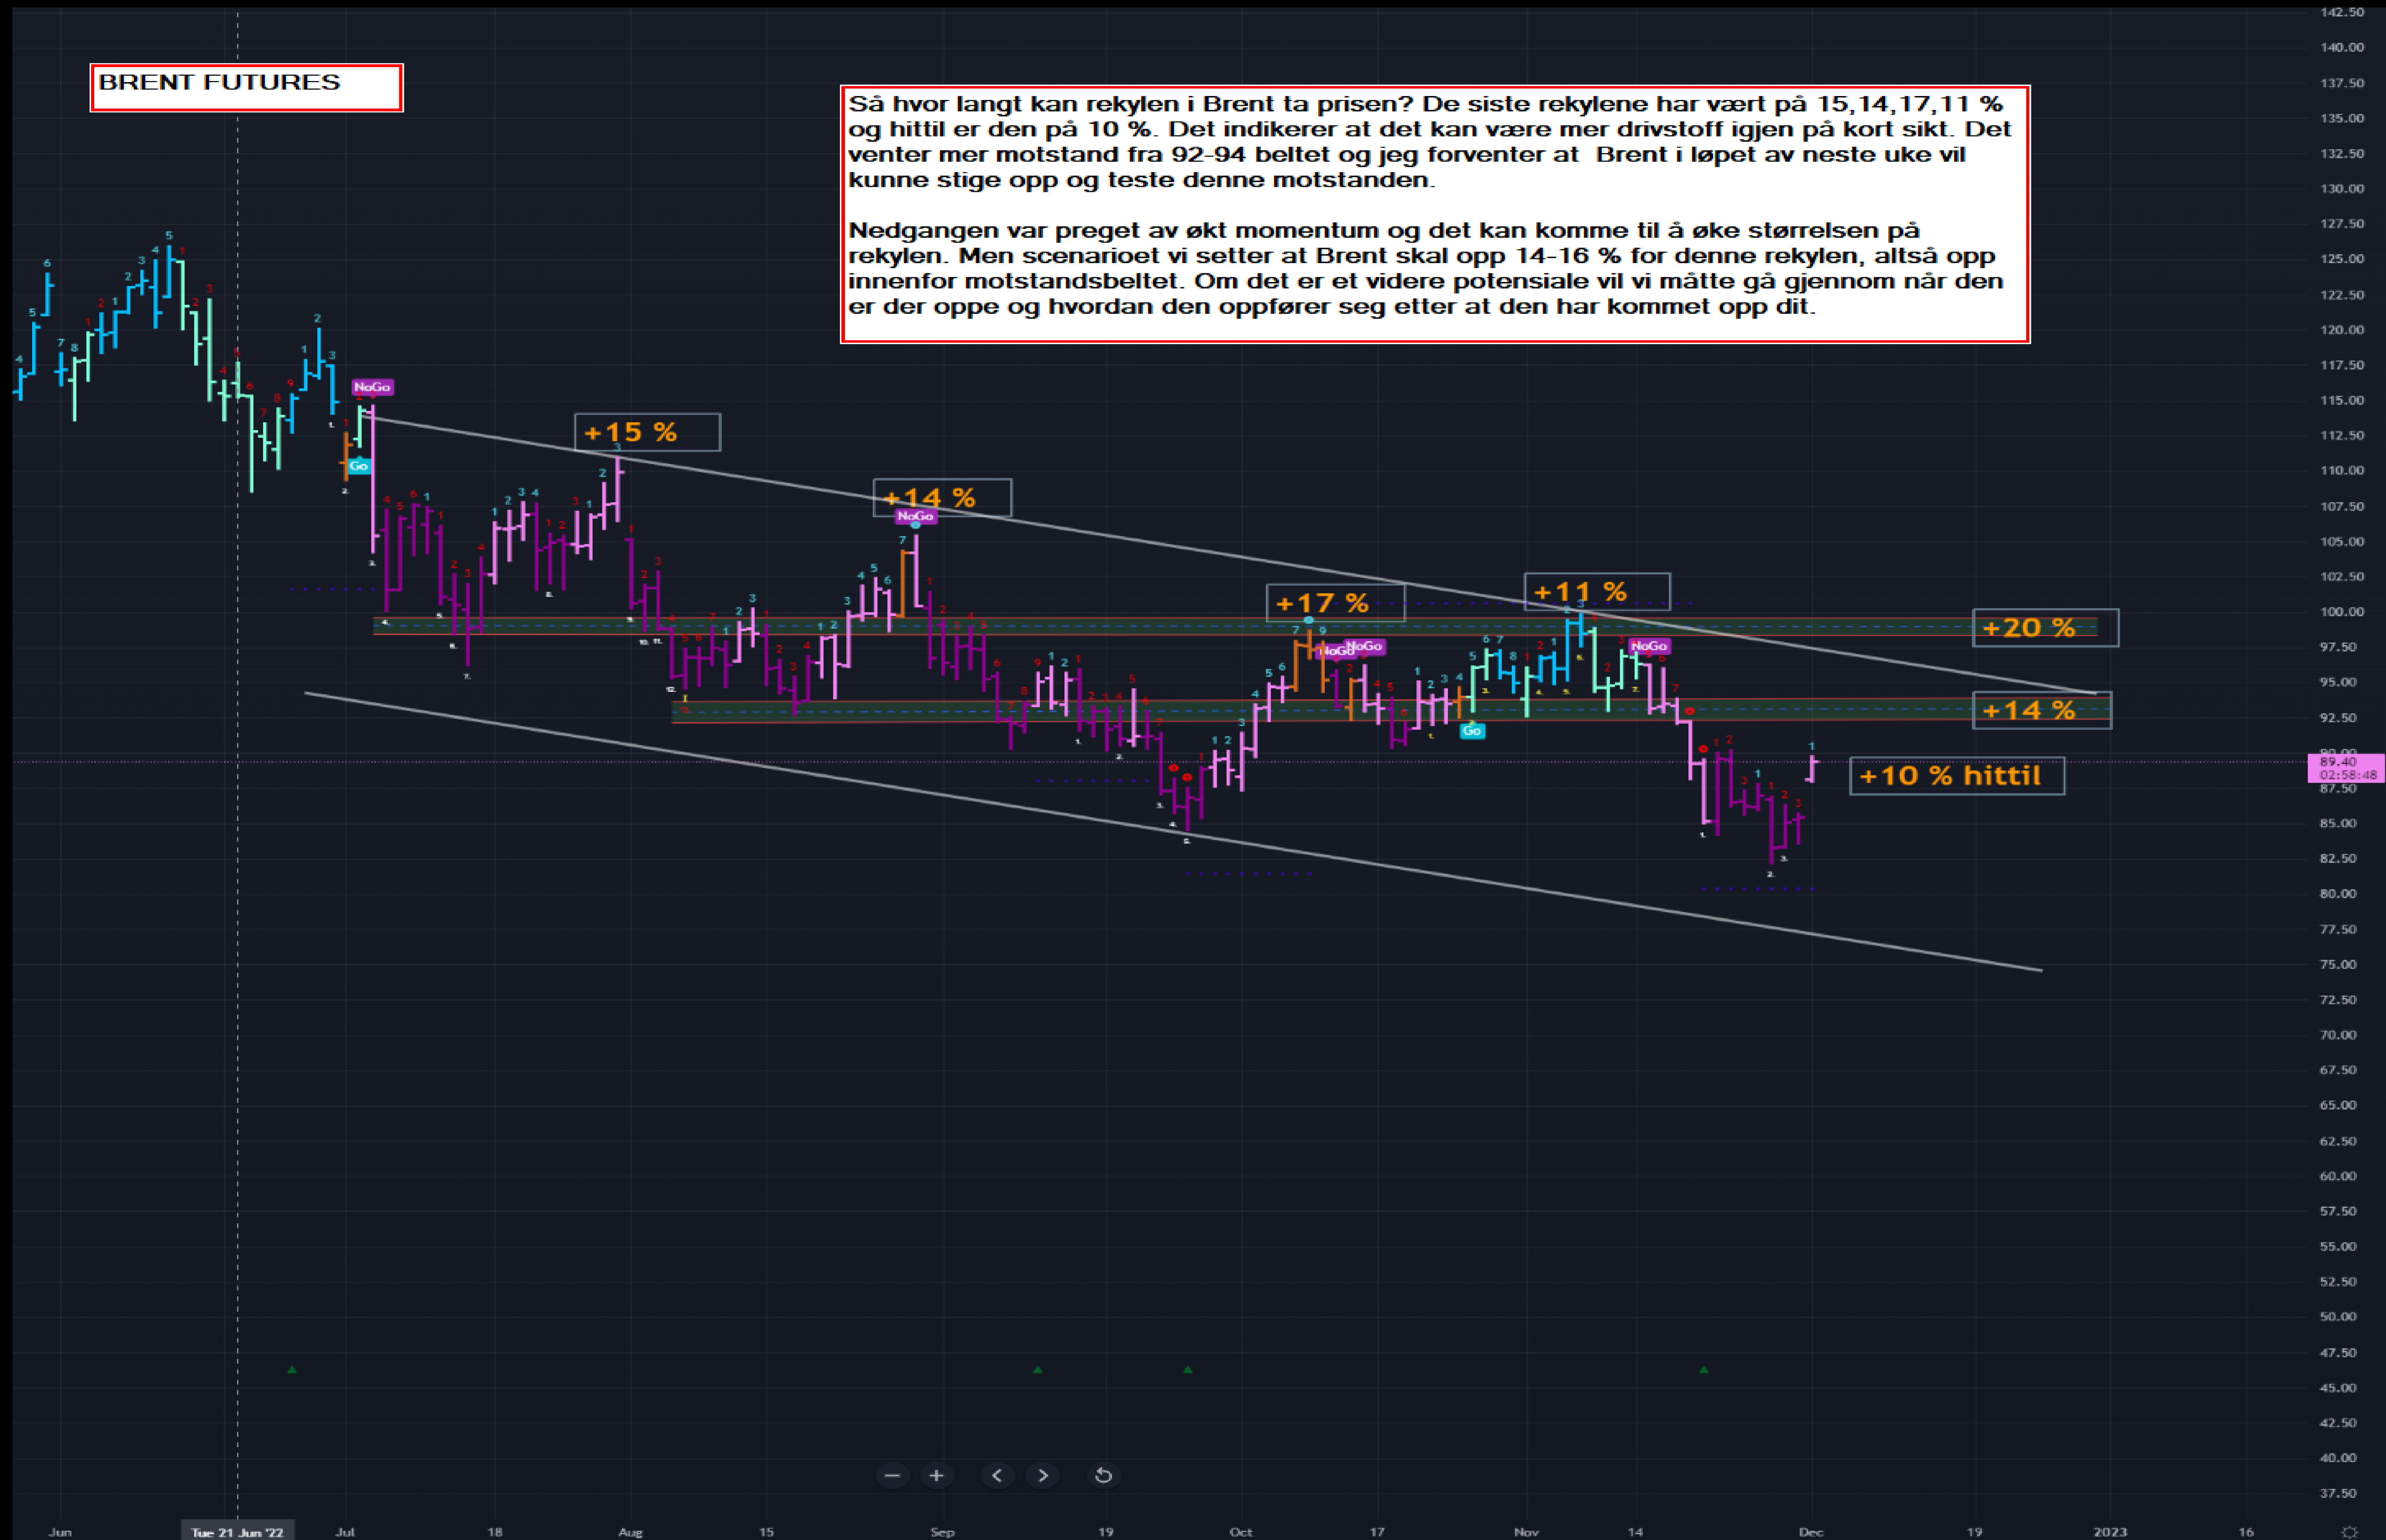 BRENT FUTURES
Så hvor langt kan rekylen i Brent ta prisen? De siste rekylene har vært på 15,14,17,11 %
og hittil er den på 10 %. Det indikerer at det kan være mer drivstoff igjen på kort sikt. Det
venter mer motstand fra 92-94 beltet og jeg forventer at  Brent i løpet av neste uke vil
kunne stige opp og teste denne motstanden.
Nedgangen var preget av økt momentum og det kan komme til å øke størrelsen på
rekylen. Men scenarioet vi setter at Brent skal opp 14-16 % for denne rekylen, altså opp
innenfor motstandsbeltet. Om det er et videre potensiale vil vi måtte gå gjennom når den
er der oppe og hvordan den oppfører seg etter at den har kommet opp dit.
NoGo
Go
+15 %
+14 %
NoGo
+17 %
NoGo
NoGo
+11 %
NoGo
Go
+20 %
+14 %
+10 % hittil
142.50
140.00
137.50
135.00
132.50
130.00
127.50
125.00
122.50
120.00
117.50
115.00
112.50
110.00
107.50
105.00
102.50
100.00
97.50
95.00
92.50
90.00
89.40
02:58:48
87.50
85.00
82.50
80.00
77.50
75.00
72.50
70.00
67.50
65.00
62.50
60.00
57.50
55.00
52.50
50.00
47.50
45.00
42.50
40.00
37.50
Jun
Tue 21 Jun '22
Jul
18
Aug
15
Sep
19
Oct
17
Nov
14
Dec
19
2023
16